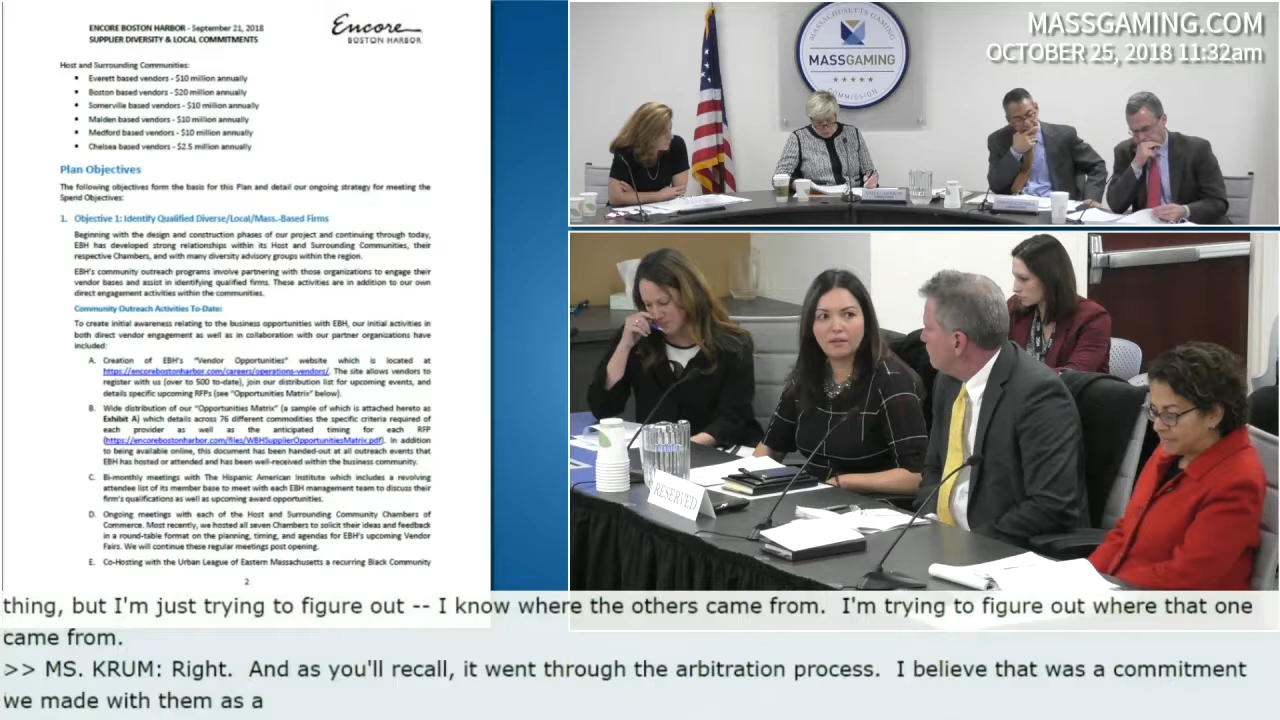 ENCORE BOSTON HARBOR - September 21, 2018
SUPPLIER DIVERSITY & LOCAL COMMITMENTS
Encore
BOSTON HARBOR
Host and Surrounding Communities:
▪ Everett based vendors - $10 million annually
▪ Boston based vendors - $20 million annually
▪ Somerville based vendors - $10 million annually
▪ Malden based vendors - $10 million annually
▪ Medford based vendors - $10 million annually
▪ Chelsea based vendors - $2.5 million annually
Plan Objectives
The following objectives form the basis for this Plan and detail our ongoing strategy for meeting the
Spend Objectives:
1. Objective 1: Identify Qualified Diverse/Local/Mass.-Based Firms
Beginning with the design and construction phases of our project and continuing through today,
EBH has developed strong relationships within its Host and Surrounding Communities, their
respective Chambers, and with many diversity advisory groups within the region.
EBH's community outreach programs involve partnering with those organizations to engage their
vendor bases and assist in identifying qualified firms. These activities are in addition to our own
direct engagement activities within the communities.
Community Outreach Activities To-Date:
To create initial awareness relating to the business opportunities with EBH, our initial activities in
both direct vendor engagement as well as in collaboration with our partner organizations have
included:
A. Creation of EBH's "Vendor Opportunities" website which is located at
https://encorebostonharbor.com/careers/operations-vendors/. The site allows vendors to
register with us (over 500 to-date), join our distribution list for upcoming events, and
details specific upcoming RFPs (see "Opportunities Matrix" below).
B. Wide distribution of our "Opportunities Matrix" (a sample of which is attached hereto as
Exhibit A) which details across 76 different commodities the specific criteria required of
each provider as well as the anticipated timing for each RFP
(https://encorebostonharbor.com/files/WBHSupplierOpportunitiesMatrix.pdf). In addition
to being available online, this document has been handed-out at all outreach events that
EBH has hosted or attended and has been well-received within the business community.
C. Bi-monthly meetings with The Hispanic American Institute which includes a revolving
attendee list of its member base to meet with each EBH management team to discuss their
firm's qualifications as well as upcoming award opportunities.
D. Ongoing meetings with each of the Host and Surrounding Community Chambers of
Commerce. Most recently, we hosted all seven Chambers to solicit their ideas and feedback
in a round-table format on the planning, timing, and agendas for EBH's upcoming Vendor
Fairs. We will continue these regular meetings post opening.
E. Co-Hosting with the Urban League of Eastern Massachusetts a recurring Black Community
2
MASSACHUSETTS GAMING
MASSGAMING
COMMISSION
MASSGAMING.COM
OCTOBER 25, 2018 11:32am
RESERVED
thing, but I'm just trying to figure out -- I know where the others came from. I'm trying to figure out where that one
came from.
>> MS. KRUM: Right. And as you'll recall, it went through the arbitration process. I believe that was a commitment
we made with them as a